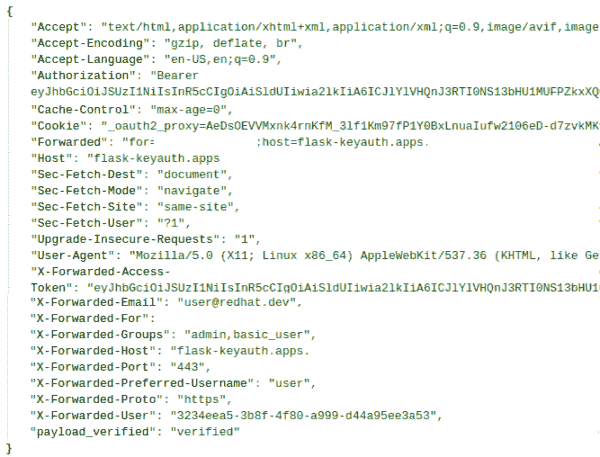 {
"Accept": "text/html,application/xhtml+xml,application/xml;q=0.9,image/avif,image
"Accept-Encoding": "gzip, deflate, br",
"Accept-Language": "en-US,en;q=0.9",
"Authorization": "Bearer
eyJhbGciOiJSUzI1NiIsInR5cCIgOiAiSldUIiwia2lkIiA6ICJlYlVHQnJ3RTI0NS13bHU1MUFPZkxXQ
"Cache-Control": "max-age=0",
"Cookie": "_oauth2_proxy=AeDsOEVVMxnk4rnKfM_3lf1Km97fP1Y0BxLnuaIufw2106eD-d7zvkMK
"Forwarded": "for= ;host=flask-keyauth.apps.
"Host": "flask-keyauth.apps
"Sec-Fetch-Dest": "document",
"Sec-Fetch-Mode": "navigate",
"Sec-Fetch-Site": "same-site",
"Sec-Fetch-User": "?1",
"Upgrade-Insecure-Requests": "1",
"User-Agent": "Mozilla/5.0 (X11; Linux x86_64) AppleWebKit/537.36 (KHTML, like Ge
"X-Forwarded-Access-
Token": "eyJhbGciOiJSUzI1NiIsInR5cCIgOiAiSldUIiwia2lkIiA6ICJlYlVHQnJ3RTI0NS13bHU1
"X-Forwarded-Email": "user@redhat.dev",
"X-Forwarded-For":
"X-Forwarded-Groups": "admin,basic_user",
"X-Forwarded-Host": "flask-keyauth.apps.
"X-Forwarded-Port": "443",
"X-Forwarded-Preferred-Username": "user",
"X-Forwarded-Proto": "https",
"X-Forwarded-User": "3234eea5-3b8f-4f80-a999-d44a95ee3a53",
"payload_verified": "verified"
}